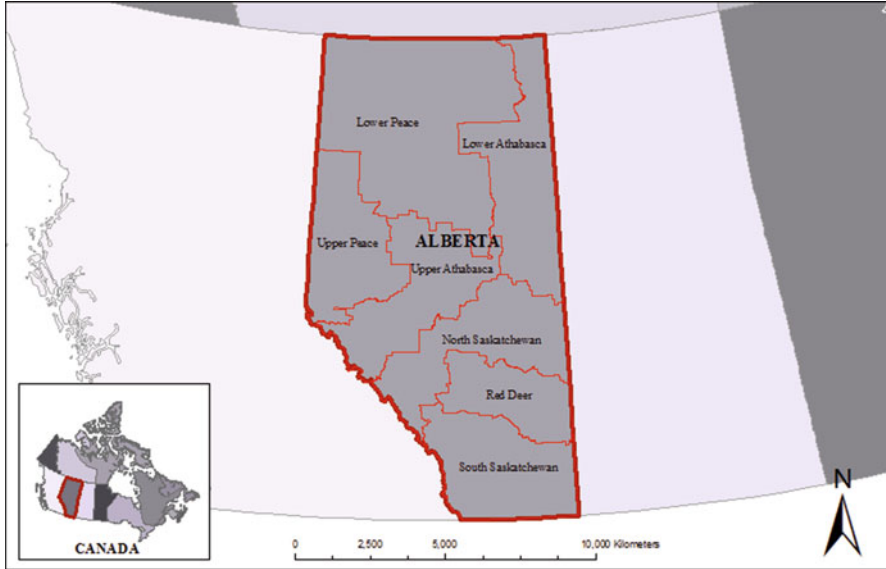 Lower Peace
Lower Athabasca
Upper Peace
ALBERTA
Upper Athabasca
North Saskatchewan
Red Deer
South Saskatchewan
CANADA
N
0 2,500 5,000 10,000 Kilometers